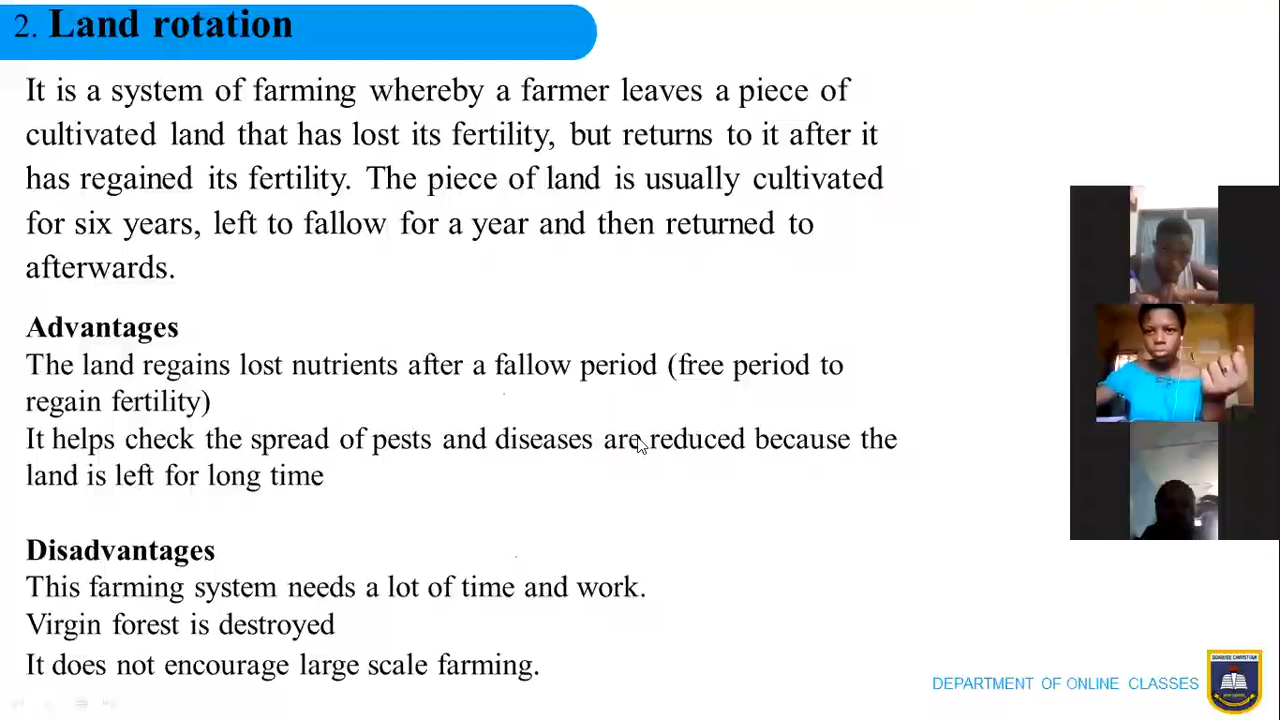 2. Land rotation
It is a system of farming whereby a farmer leaves a piece of
cultivated land that has lost its fertility, but returns to it after it
has regained its fertility. The piece of land is usually cultivated
for six years, left to fallow for a year and then returned to
afterwards.
Advantages
The land regains lost nutrients after a fallow period (free period to
regain fertility)
It helps check the spread of pests and diseases are reduced because the
land is left for long time
Disadvantages
This farming system needs a lot of time and work.
Virgin forest is destroyed
It does not encourage large scale farming.
DEPARTMENT OF ONLINE CLASSES